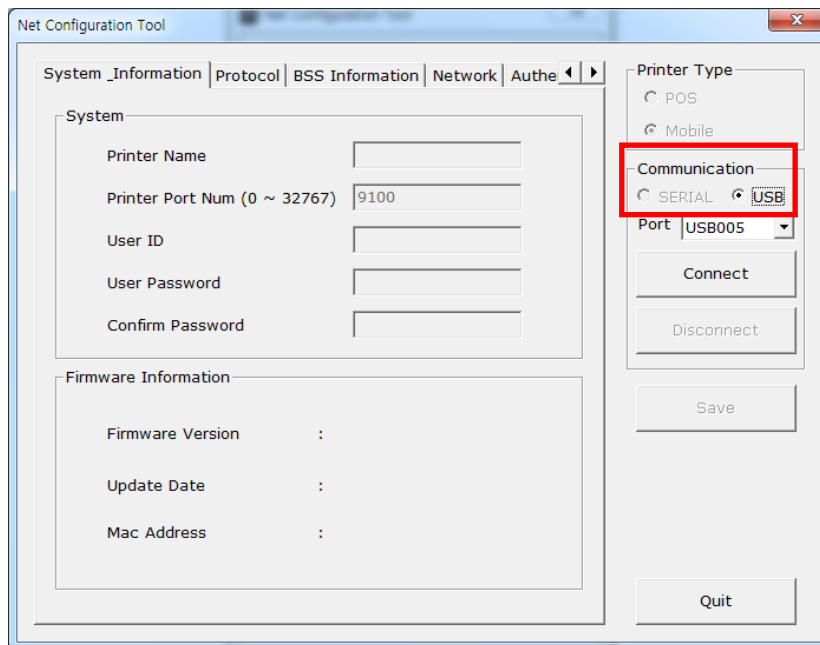 Net Configuration Tool
System _Information Protocol BSS Information Network Authe
System
Printer Name
Printer Port Num (0 ~ 32767) 9100
User ID
User Password
Confirm Password
Firmware Information
Firmware Version :
Update Date :
Mac Address :
Printer Type
POS
Mobile
Communication
SERIAL USB
Port USB005
Connect
Disconnect
Save
Quit